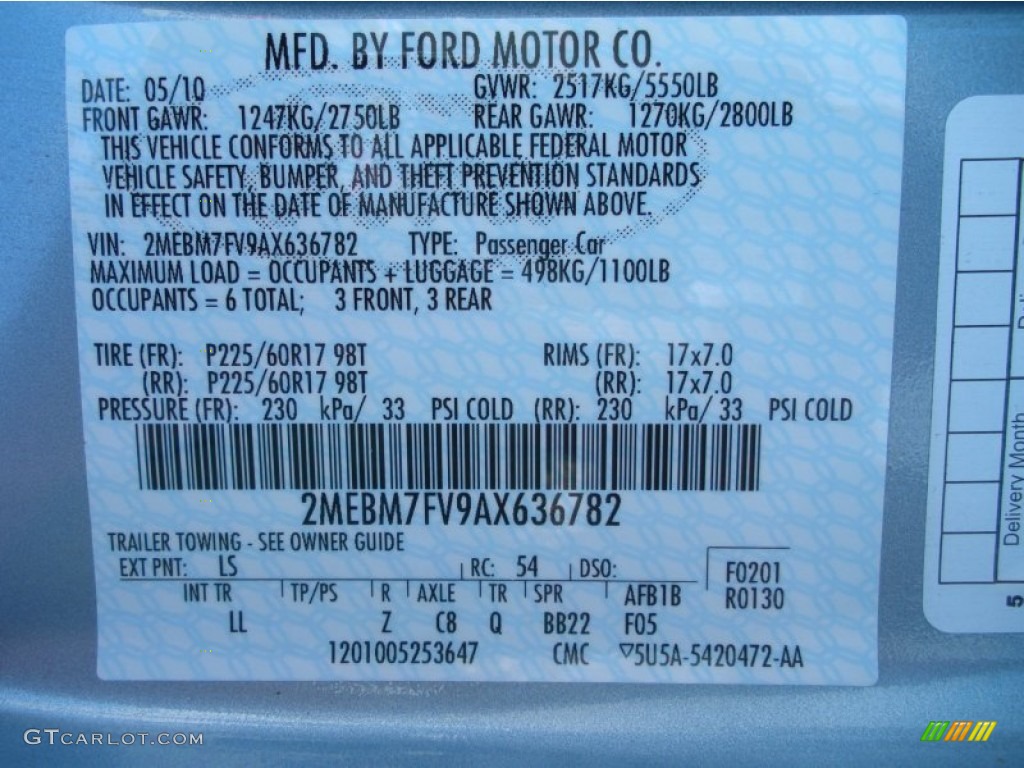 MFD. BY FORD MOTOR CO.
DATE: 05/10 GVWR: 2517KG/5550LB
FRONT GAWR: 1247KG/2750LB REAR GAWR: 1270KG/2800LB
THIS VEHICLE CONFORMS TO ALL APPLICABLE FEDERAL MOTOR
VEHICLE SAFETY, BUMPER, AND THEFT PREVENTION STANDARDS
IN EFFECT ON THE DATE OF MANUFACTURE SHOWN ABOVE.
VIN: 2MEBM7FV9AX636782 TYPE: Passenger Car
MAXIMUM LOAD = OCCUPANTS + LUGGAGE = 498KG/1100LB
OCCUPANTS = 6 TOTAL; 3 FRONT, 3 REAR
TIRE (FR): P225/60R17 98T RIMS (FR): 17x7.0
(RR): P225/60R17 98T (RR): 17x7.0
PRESSURE (FR): 230 kPa/ 33 PSI COLD (RR): 230 kPa/ 33 PSI COLD
2MEBM7FV9AX636782
TRAILER TOWING - SEE OWNER GUIDE
EXT PNT: LS RC: 54 DSO: F0201
INT TR TP/PS R AXLE TR SPR AFB1B R0130
LL Z C8 Q BB22 F05
1201005253647 CMC ▽5U5A-5420472-AA
Delivery Month
5
GTcarlot.com